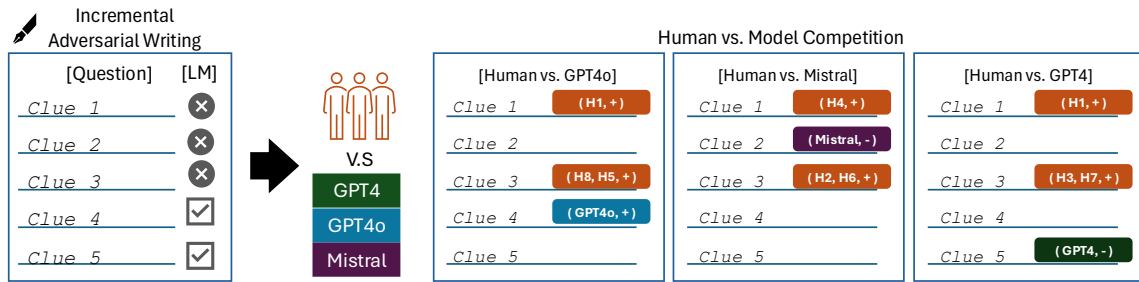 Incremental
Adversarial Writing
[Question] [LM]
Clue 1
Clue 2
Clue 3
Clue 4
Clue 5
V.S
GPT4
GPT4o
Mistral
Human vs. Model Competition
[Human vs. GPT4o]
Clue 1 (H1, +)
Clue 2
Clue 3 (H8, H5, +)
Clue 4 (GPT4o, +)
Clue 5
[Human vs. Mistral]
Clue 1 (H4, +)
Clue 2 (Mistral, -)
Clue 3 (H2, H6, +)
Clue 4
Clue 5
[Human vs. GPT4]
Clue 1 (H1, +)
Clue 2
Clue 3 (H3, H7, +)
Clue 4
Clue 5 (GPT4, -)